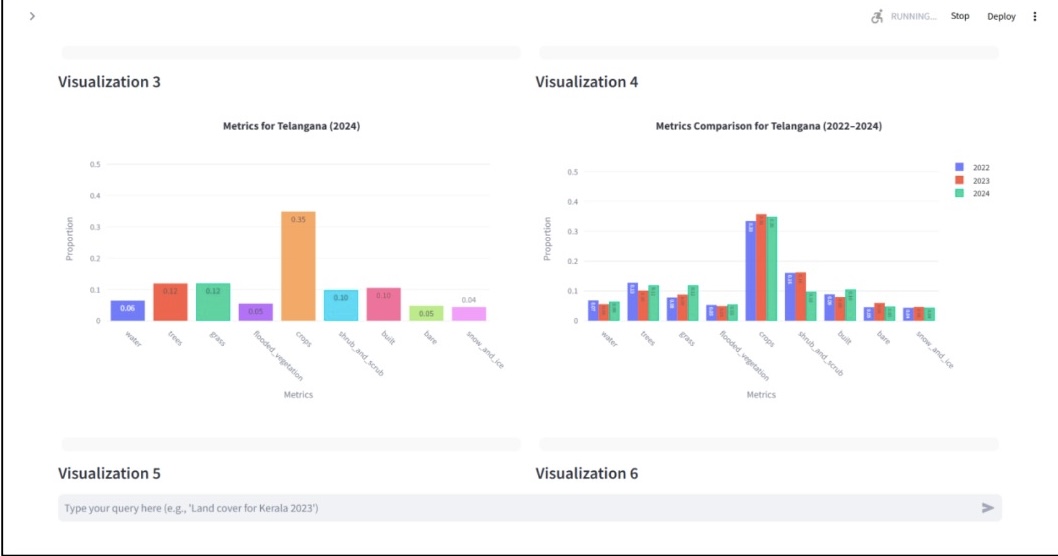 RUNNING... Stop Deploy
Visualization 3
Visualization 4
Metrics for Telangana (2024)
0.5
0.4
0.3
0.2
0.1
0
Proportion
0.06
0.12
0.12
0.05
0.35
0.10
0.10
0.05
0.04
water
trees
grass
flooded_vegetation
crops
shrub_and_scrub
built
bare
snow_and_ice
Metrics
Metrics Comparison for Telangana (2022–2024)
2022
2023
2024
0.5
0.4
0.3
0.2
0.1
0
Proportion
water
trees
grass
flooded_vegetation
crops
shrub_and_scrub
built
bare
snow_and_ice
Metrics
Visualization 5
Visualization 6
Type your query here (e.g., 'Land cover for Kerala 2023')